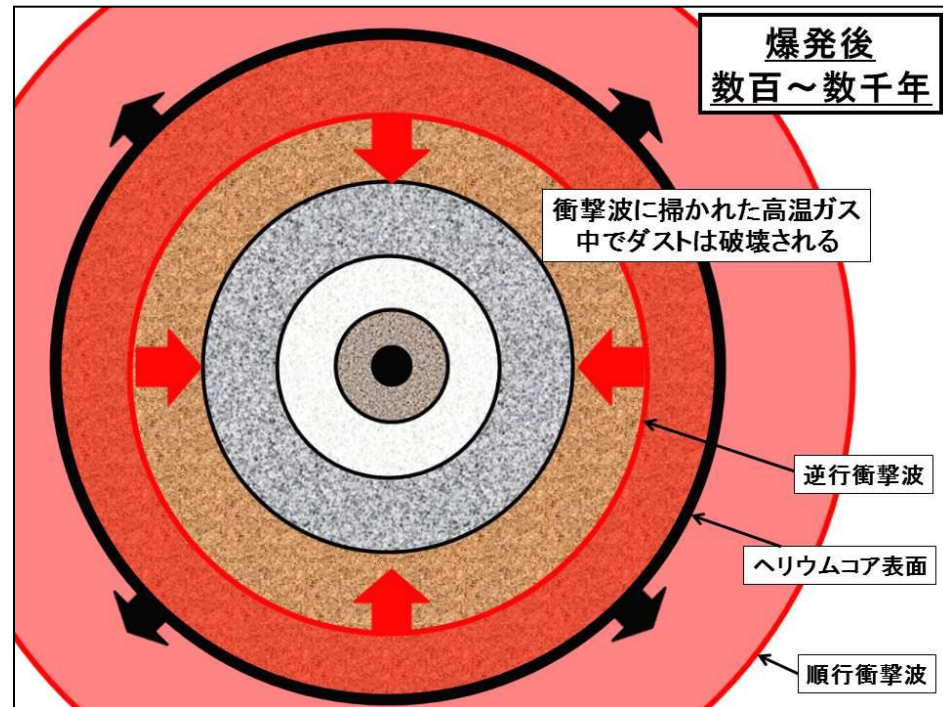 爆発後
数百～数千年
衝撃波に掃かれた高温ガス
中でダストは破壊される
逆行衝撃波
ヘリウムコア表面
順行衝撃波